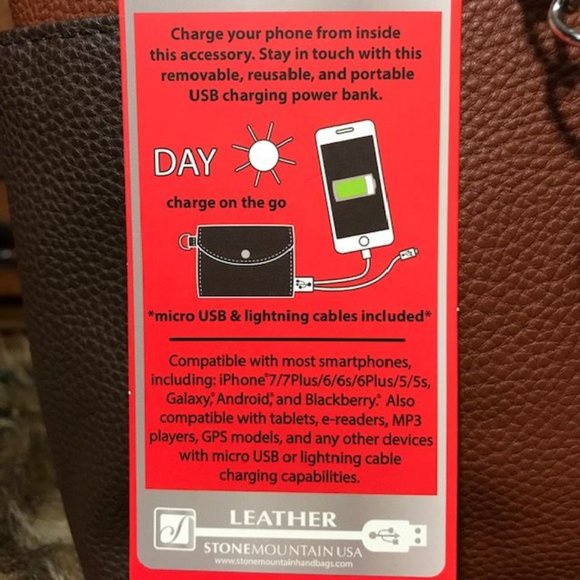 Charge your phone from inside
this accessory. Stay in touch with this
removable, reusable, and portable
USB charging power bank.
DAY
charge on the go
*micro USB & lightning cables included*
Compatible with most smartphones,
including: iPhone®7/7Plus/6/6s/6Plus/5/5s,
Galaxy,® Android,® and Blackberry.® Also
compatible with tablets, e-readers, MP3
players, GPS models, and any other devices
with micro USB or lightning cable
charging capabilities.
LEATHER
STONEMOUNTAIN USA
www.stonemountainhandbags.com